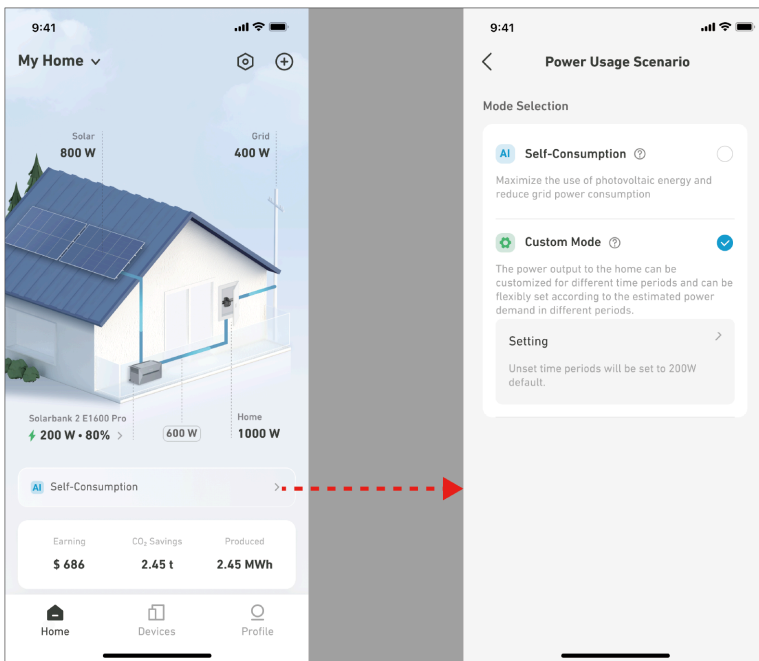 9:41
My Home
Solar
800 W
Grid
400 W
Solarbank 2 E1600 Pro
200 W • 80%
600 W
Home
1000 W
AI Self-Consumption
Earning
$ 686
CO₂ Savings
2.45 t
Produced
2.45 MWh
Home
Devices
Profile
9:41
Power Usage Scenario
Mode Selection
AI Self-Consumption ?
Maximize the use of photovoltaic energy and
reduce grid power consumption
Custom Mode ?
The power output to the home can be
customized for different time periods and can be
flexibly set according to the estimated power
demand in different periods.
Setting
Unset time periods will be set to 200W
default.